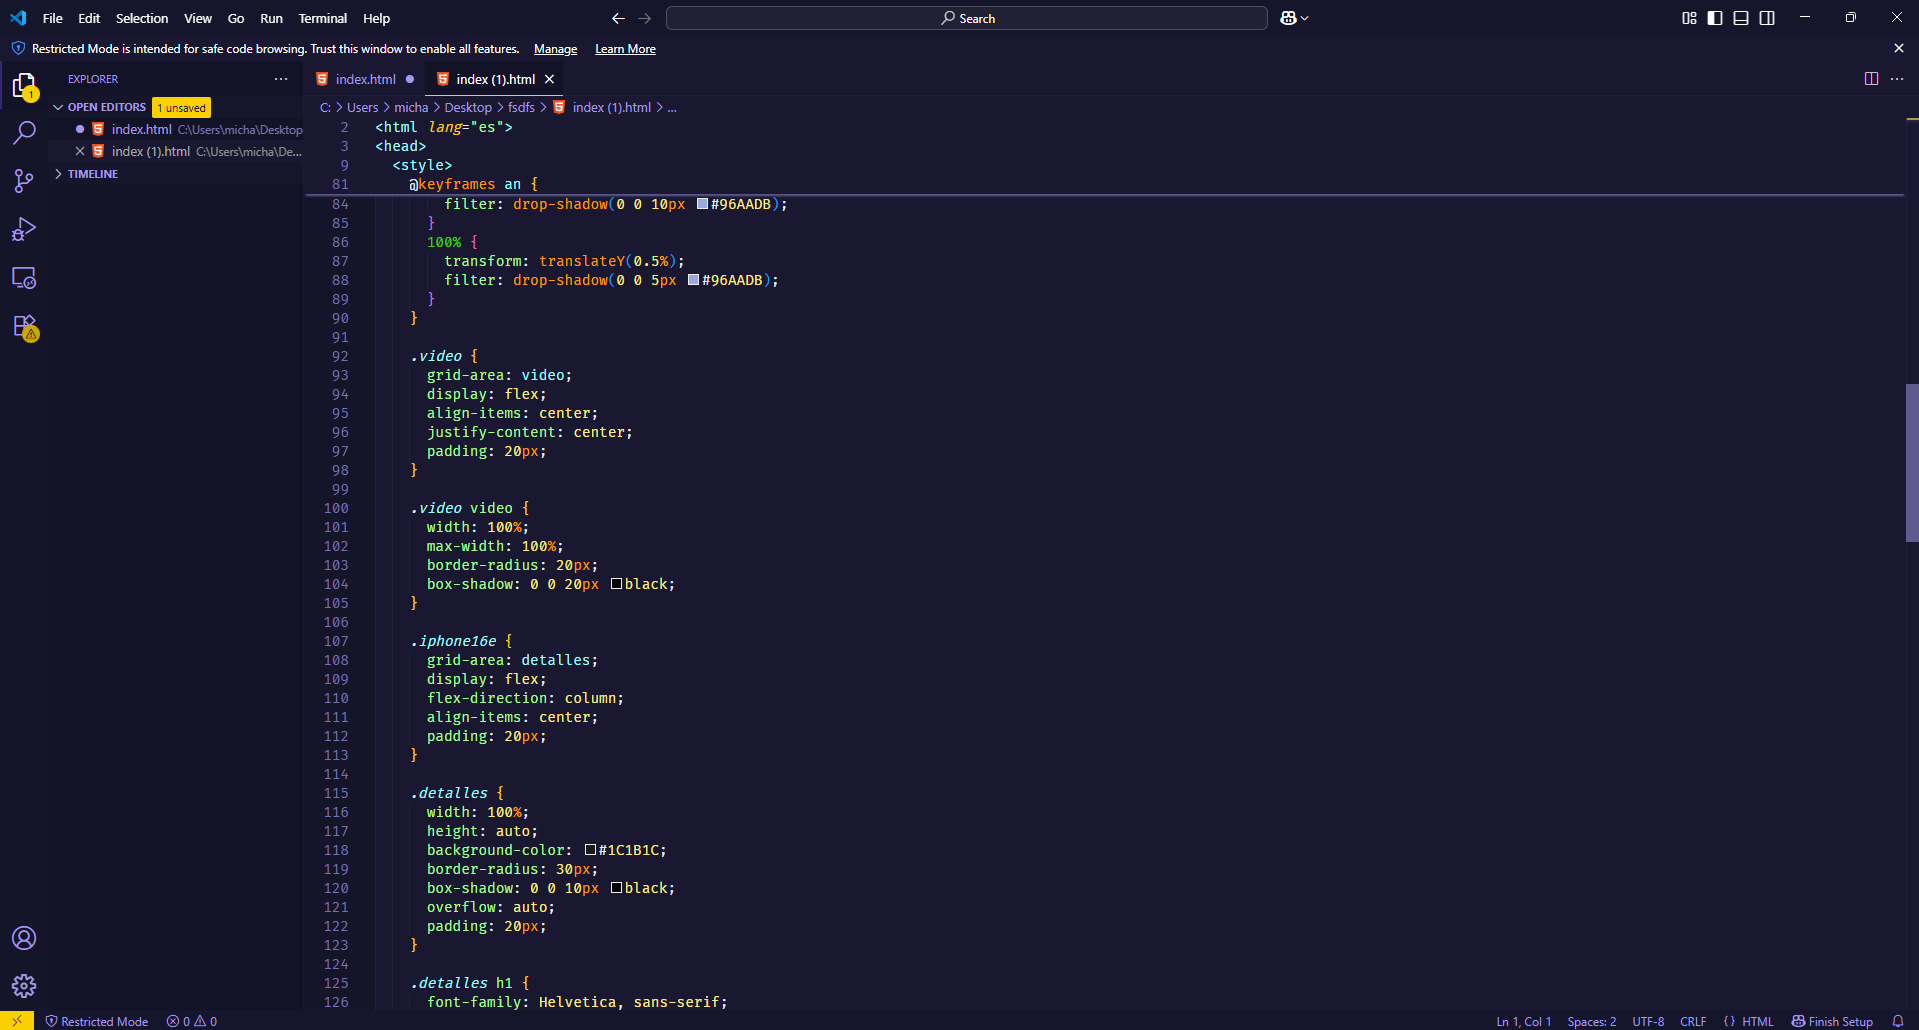 File Edit Selection View Go Run Terminal Help
Search
Restricted Mode is intended for safe code browsing. Trust this window to enable all features. Manage Learn More
EXPLORER
OPEN EDITORS 1 unsaved
index.html C:\Users\micha\Desktop
index (1).html C:\Users\micha\De...
TIMELINE
1
index.html
index (1).html
C: > Users > micha > Desktop > fsdfs > index (1).html > ...
2 <html lang="es">
3 <head>
9 <style>
81 @keyframes an {
84 filter: drop-shadow(0 0 10px #96AADB);
85 }
86 100% {
87 transform: translateY(0.5%);
88 filter: drop-shadow(0 0 5px #96AADB);
89 }
90 }
91
92 .video {
93 grid-area: video;
94 display: flex;
95 align-items: center;
96 justify-content: center;
97 padding: 20px;
98 }
99
100 .video video {
101 width: 100%;
102 max-width: 100%;
103 border-radius: 20px;
104 box-shadow: 0 0 20px black;
105 }
106
107 .iphone16e {
108 grid-area: detalles;
109 display: flex;
110 flex-direction: column;
111 align-items: center;
112 padding: 20px;
113 }
114
115 .detalles {
116 width: 100%;
117 height: auto;
118 background-color: #1C1B1C;
119 border-radius: 30px;
120 box-shadow: 0 0 10px black;
121 overflow: auto;
122 padding: 20px;
123 }
124
125 .detalles h1 {
126 font-family: Helvetica, sans-serif;
Restricted Mode 0 0 Ln 1, Col 1 Spaces: 2 UTF-8 CRLF {} HTML Finish Setup